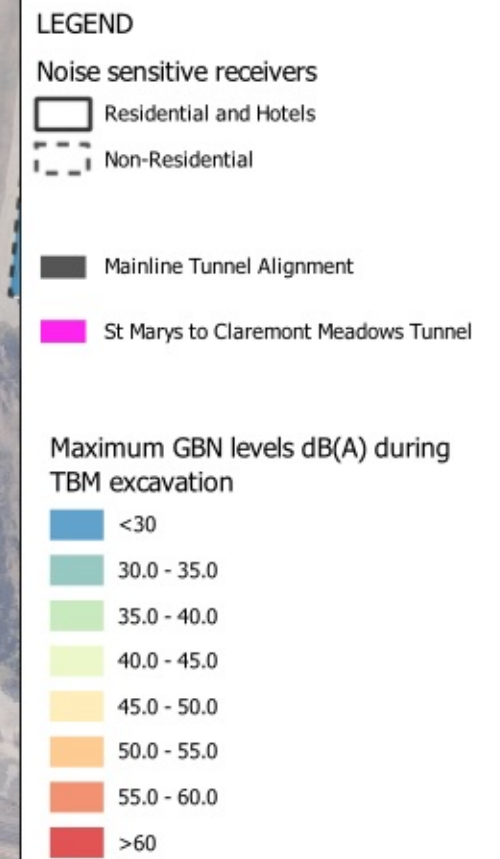 LEGEND
Noise sensitive receivers
Residential and Hotels
Non-Residential
Mainline Tunnel Alignment
St Marys to Claremont Meadows Tunnel
Maximum GBN levels dB(A) during
TBM excavation
<30
30.0 - 35.0
35.0 - 40.0
40.0 - 45.0
45.0 - 50.0
50.0 - 55.0
55.0 - 60.0
>60